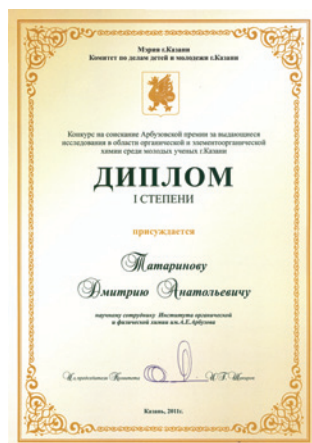 Мэрия г.Казани
Комитет по делам детей и молодежи г.Казани
Конкурс на соискание Арбузовской премии за выдающиеся
исследования в области органической и элементоорганической
химии среди молодых ученых г.Казани
ДИПЛОМ
I СТЕПЕНИ
присуждается
Татаринову
Дмитрию Анатольевичу
научному сотруднику Института органической
и физической химии им.А.Е.Арбузова
председателя Комитета
Казань, 2011г.